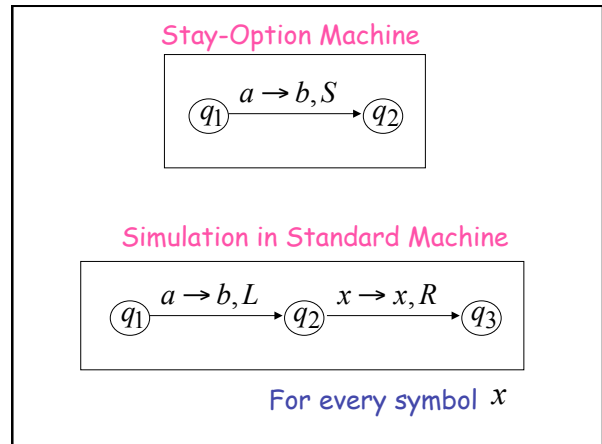 Stay-Option Machine
a → b, S
q1 q2
Simulation in Standard Machine
a → b, L x → x, R
q1 q2 q3
For every symbol x